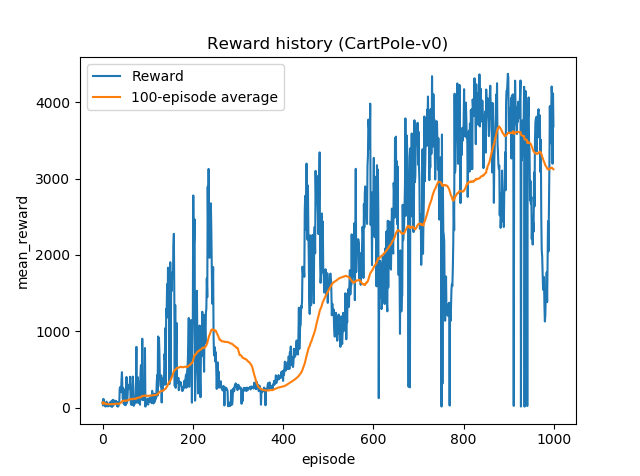 Reward history (CartPole-v0)
Reward
100-episode average
mean_reward
4000
3000
2000
1000
0
0 200 400 600 800 1000
episode